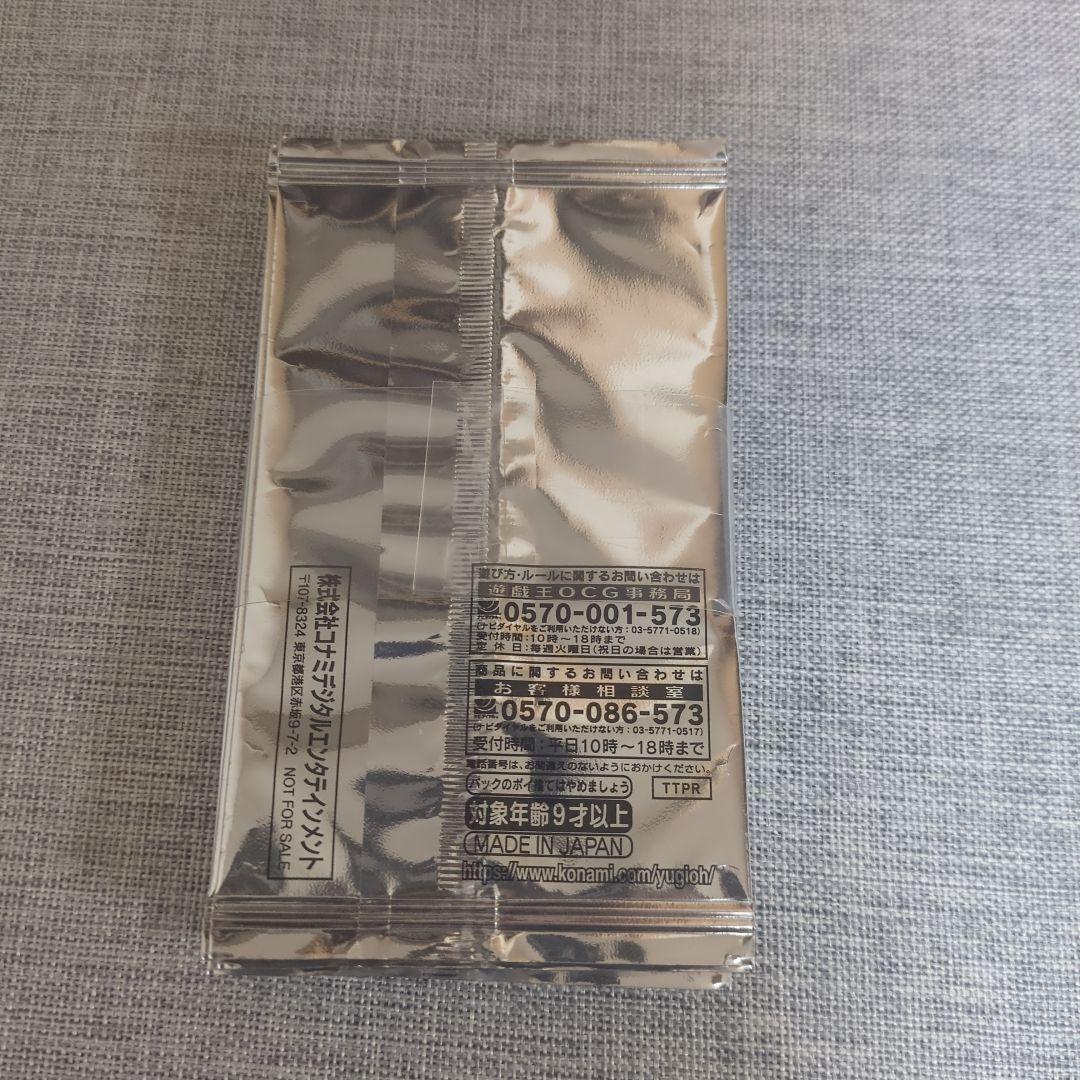 株式会社コナミデジタルエンタテインメント
〒107-8324 東京都港区赤坂9-7-2 NOT FOR SALE
遊び方・ルールに関するお問い合わせは
遊戯王OCG事務局
0570-001-573
(ナビダイヤルをご利用いただけない方：03-5771-0518)
受付時間：10時～18時まで
定休日：毎週火曜日(祝日の場合は営業)
商品に関するお問い合わせは
お客様相談室
0570-086-573
(ナビダイヤルをご利用いただけない方：03-5771-0517)
受付時間：平日10時～18時まで
電話番号は、お間違えのないようにおかけください。
パックのポイ捨てはやめましょう
TTPR
対象年齢9才以上
MADE IN JAPAN
https://www.konami.com/yugioh/